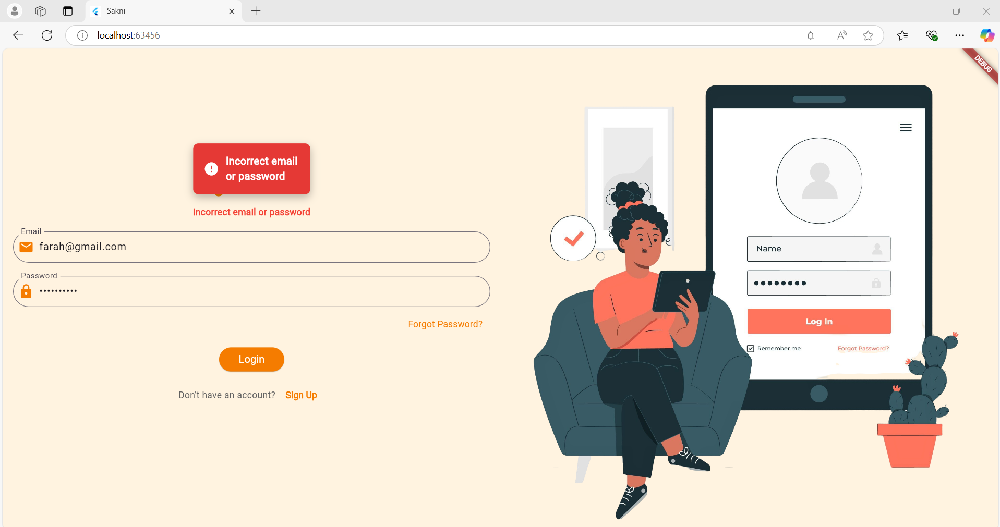 Sakni
localhost:63456
DEBUG
Incorrect email
or password
Incorrect email or password
Email
farah@gmail.com
Password
••••••••••
Forgot Password?
Login
Don't have an account? Sign Up
Name
Log In
Remember me
Forgot Password?